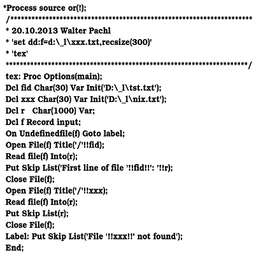 *Process source or(!);
/*********************************************************************
* 20.10.2013 Walter Pachl
* 'set dd:f=d:\_l\xxx.txt,recsize(300)'
* 'tex'
*********************************************************************/
tex: Proc Options(main);
Dcl fid Char(30) Var Init('D:\_l\tst.txt');
Dcl xxx Char(30) Var Init('D:\_l\nix.txt');
Dcl r   Char(1000) Var;
Dcl f Record input;
On Undefinedfile(f) Goto label;
Open File(f) Title('/'!!fid);
Read file(f) Into(r);
Put Skip List('First line of file '!!fid!!': '!!r);
Close File(f);
Open File(f) Title('/'!!xxx);
Read file(f) Into(r);
Put Skip List(r);
Close File(f);
Label: Put Skip List('File '!!xxx!!' not found');
End;